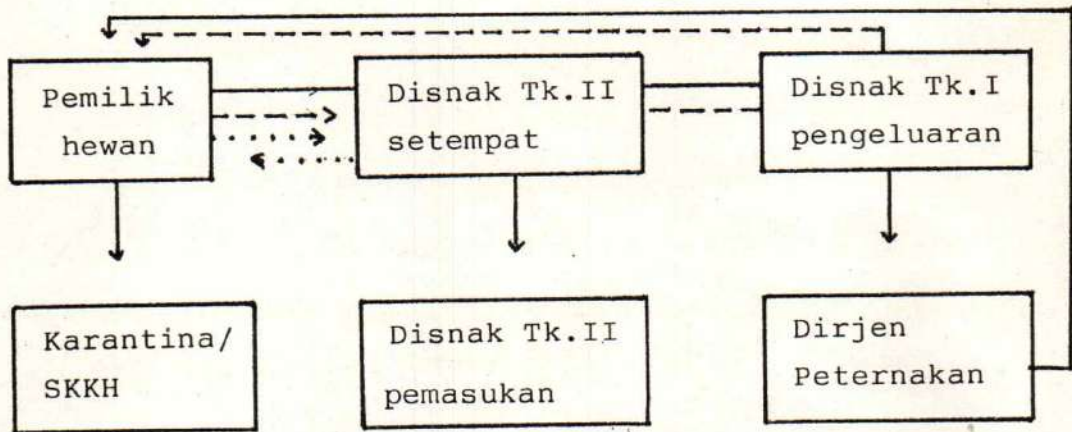 Pemilik
hewan
Disnak Tk.II
setempat
Disnak Tk.I
pengeluaran
Karantina/
SKKH
Disnak Tk.II
pemasukan
Dirjen
Peternakan